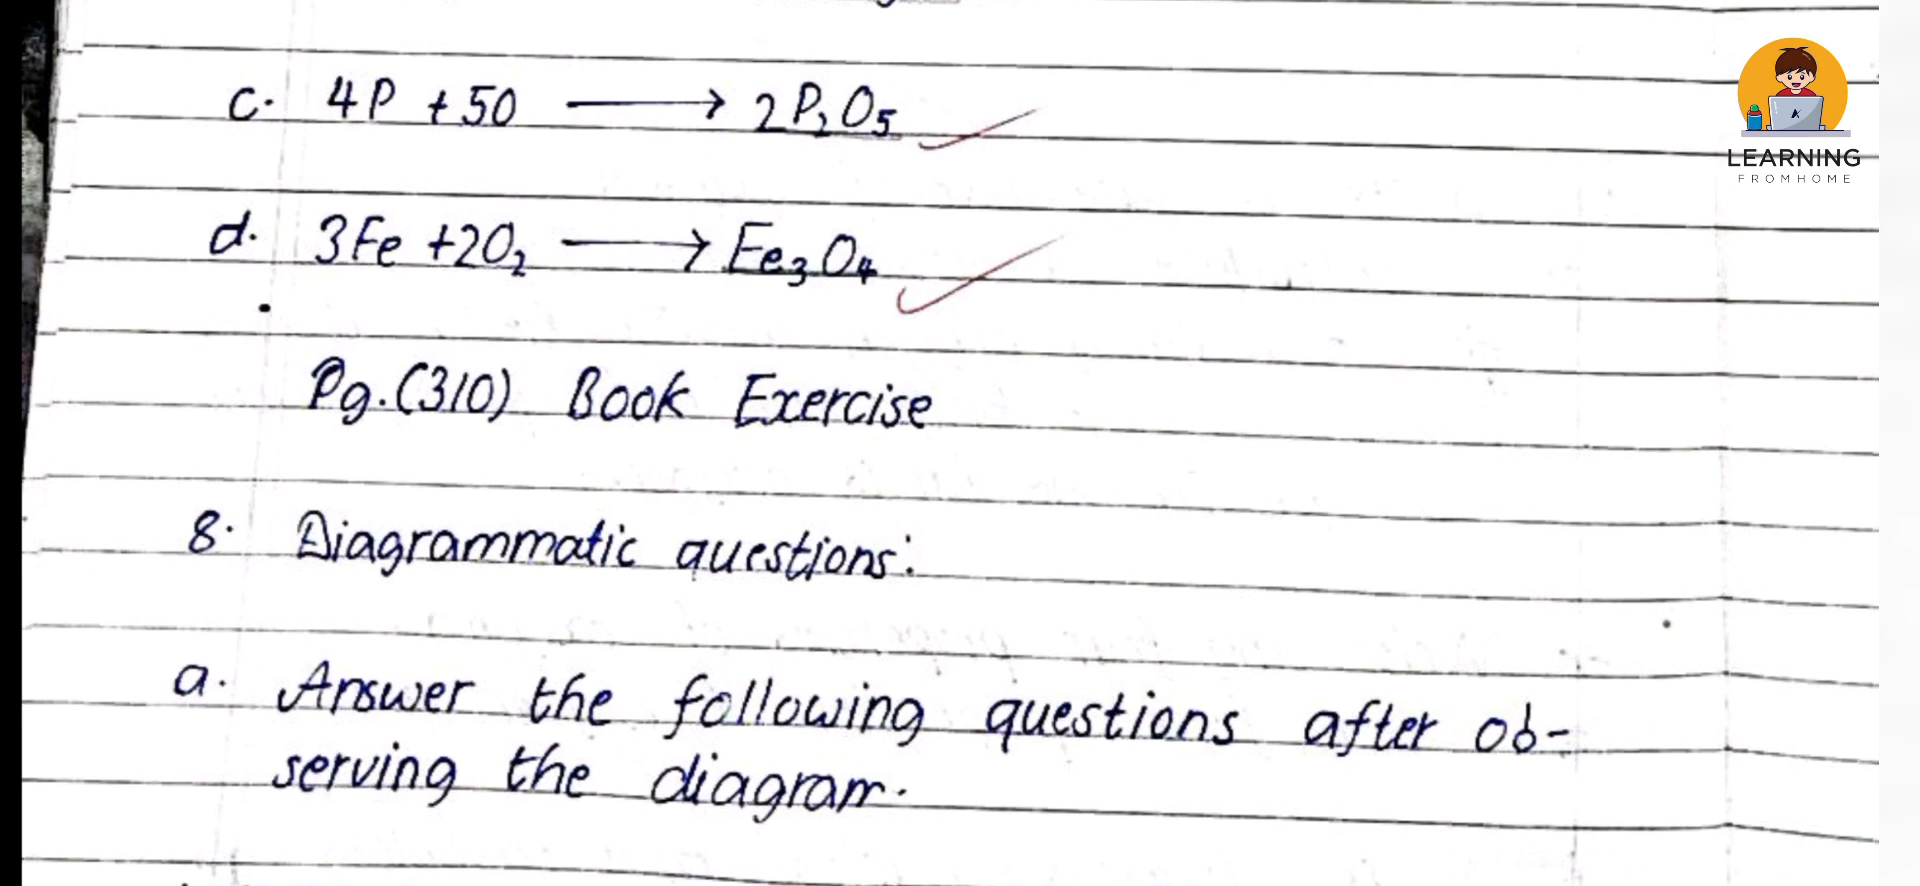 c. 4P + 50 ⟶ 2P₂O₅
d. 3Fe +2O₂ ⟶ Fe₃O₄
Pg.(310) Book Exercise
8. Diagrammatic questions:
a. Answer the following questions after ob-
serving the diagram.
LEARNING
FROMHOME